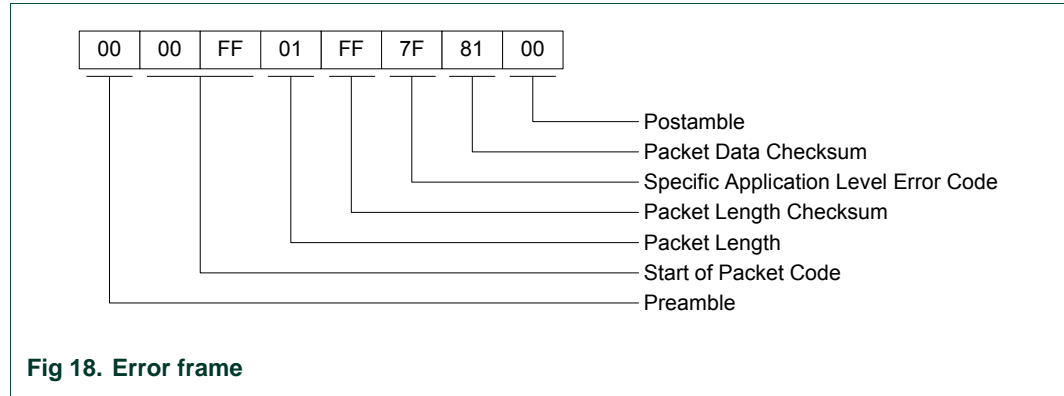 00 00 FF 01 FF 7F 81 00
Postamble
Packet Data Checksum
Specific Application Level Error Code
Packet Length Checksum
Packet Length
Start of Packet Code
Preamble
Fig 18. Error frame